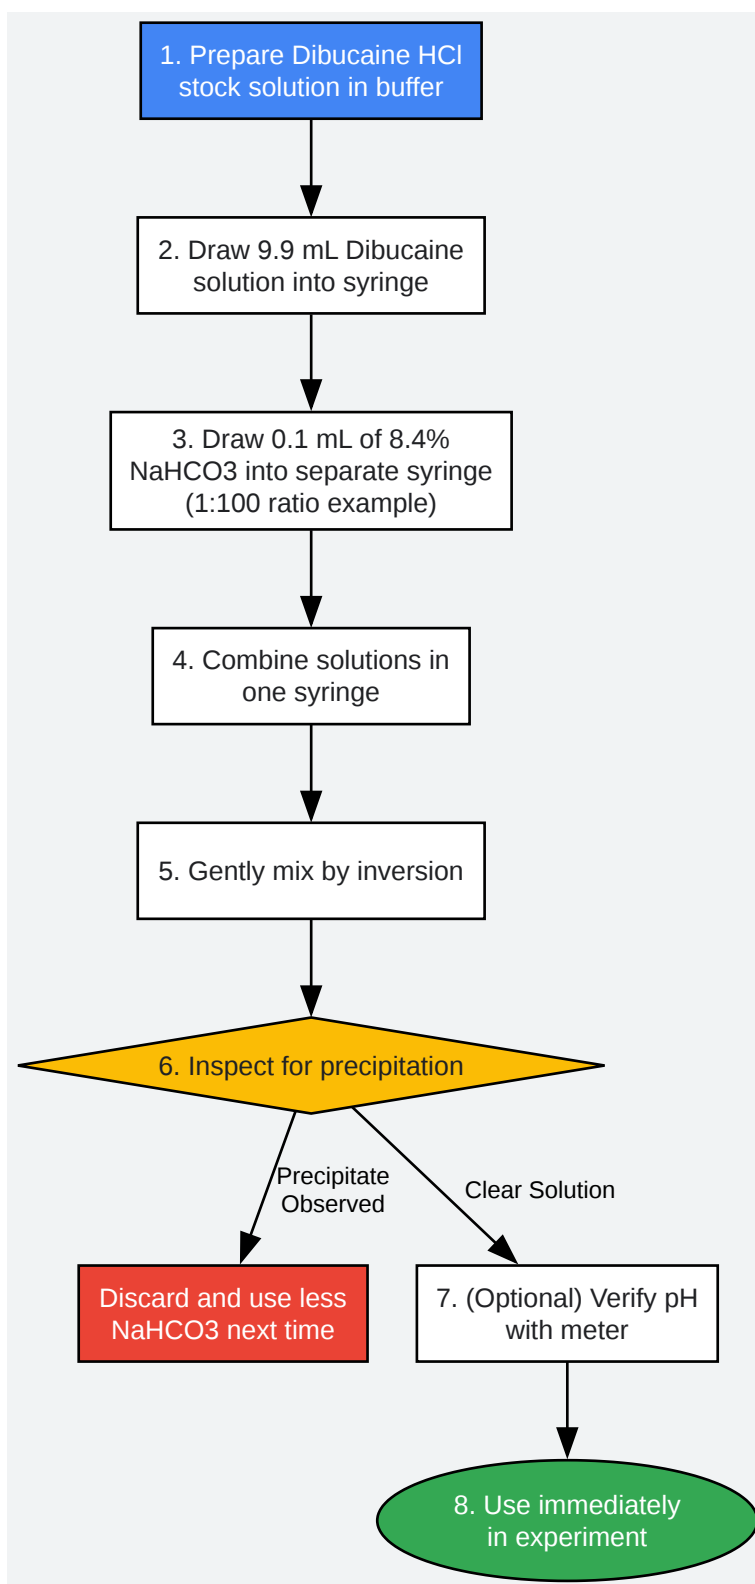 1. Prepare Dibucaine HCl
stock solution in buffer
2. Draw 9.9 mL Dibucaine
solution into syringe
3. Draw 0.1 mL of 8.4%
NaHCO3 into separate syringe
(1:100 ratio example)
4. Combine solutions in
one syringe
5. Gently mix by inversion
6. Inspect for precipitation
Precipitate
Observed
Clear Solution
Discard and use less
NaHCO3 next time
7. (Optional) Verify pH
with meter
8. Use immediately
in experiment